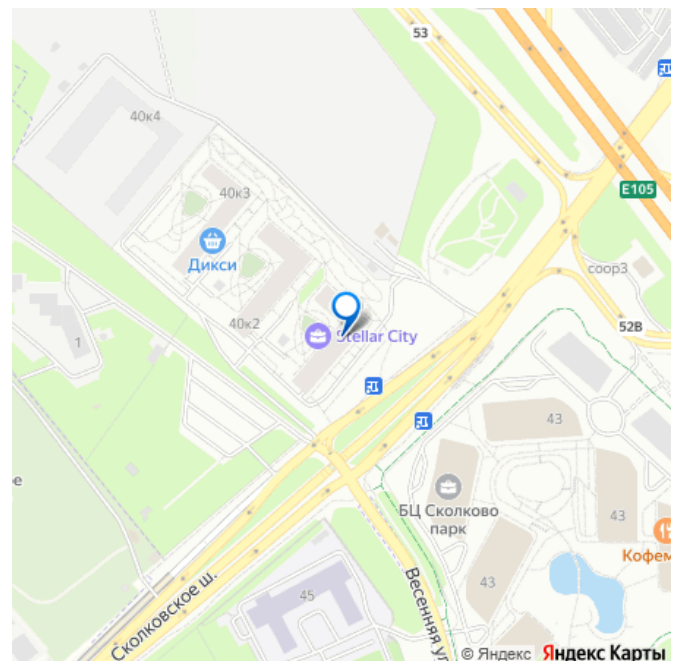 53
40к4
E105
40к3
Дикси
соор3
40к2
52В
Stellar City
1
43
е
БЦ Сколково
парк
43
Кофем
43
45
Сколковское ш.
Весенняя ул
© Яндекс Яндекс Карты